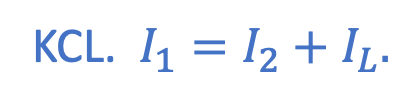 KCL. I₁ = I₂ + I_L.